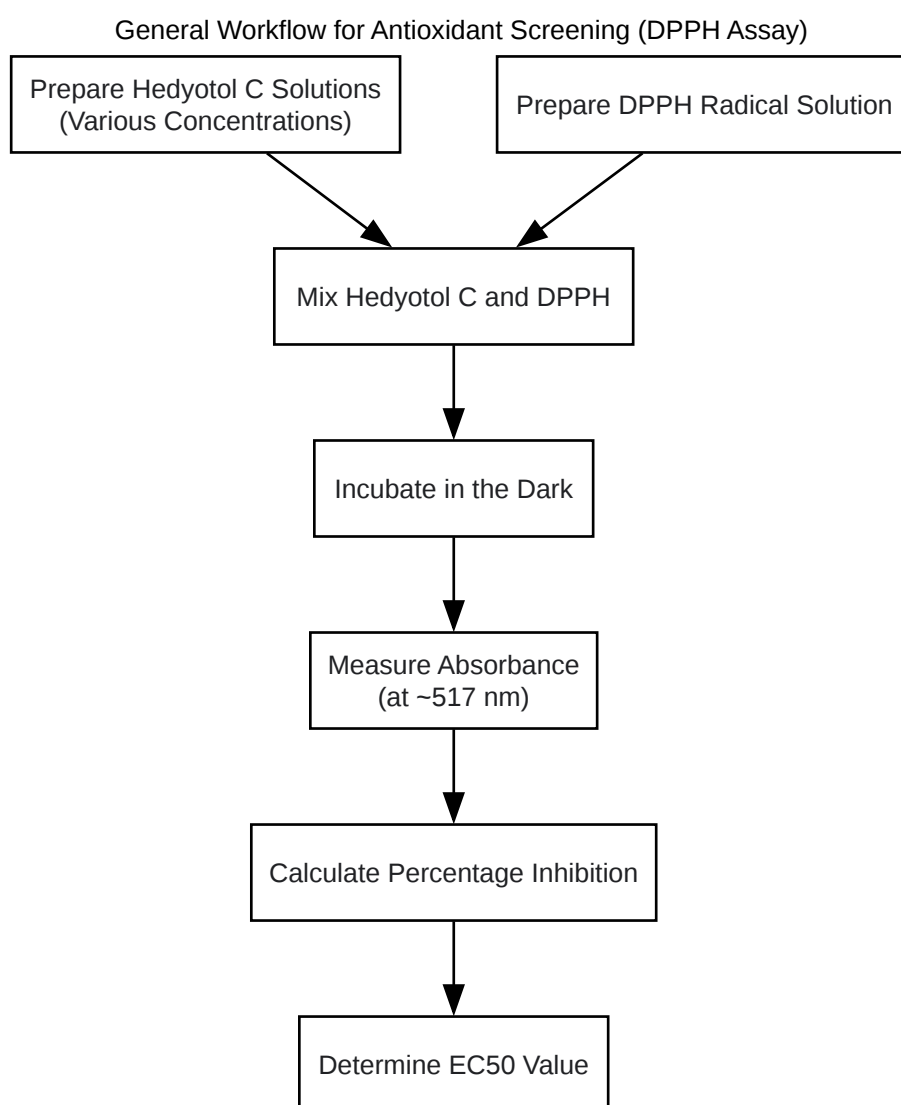 General Workflow for Antioxidant Screening (DPPH Assay)
Prepare Hedyotol C Solutions
(Various Concentrations)
Prepare DPPH Radical Solution
Mix Hedyotol C and DPPH
Incubate in the Dark
Measure Absorbance
(at ~517 nm)
Calculate Percentage Inhibition
Determine EC50 Value